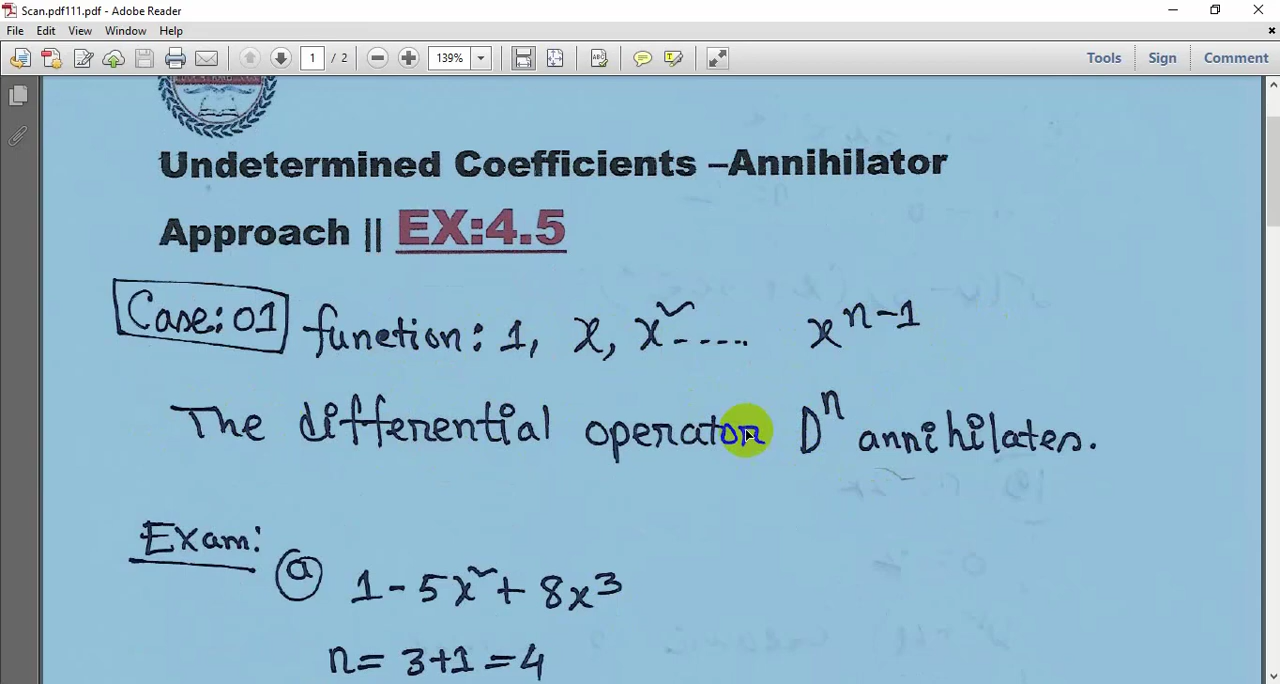 Scan.pdf111.pdf - Adobe Reader
File Edit View Window Help
1 / 2 139% Tools Sign Comment
Undetermined Coefficients –Annihilator
Approach || EX:4.5
Case:01 function: 1, x, x² ..... xⁿ⁻¹
The differential operator Dⁿ annihilates.
Exam:
ⓐ 1 - 5x² + 8x³
n = 3+1 = 4